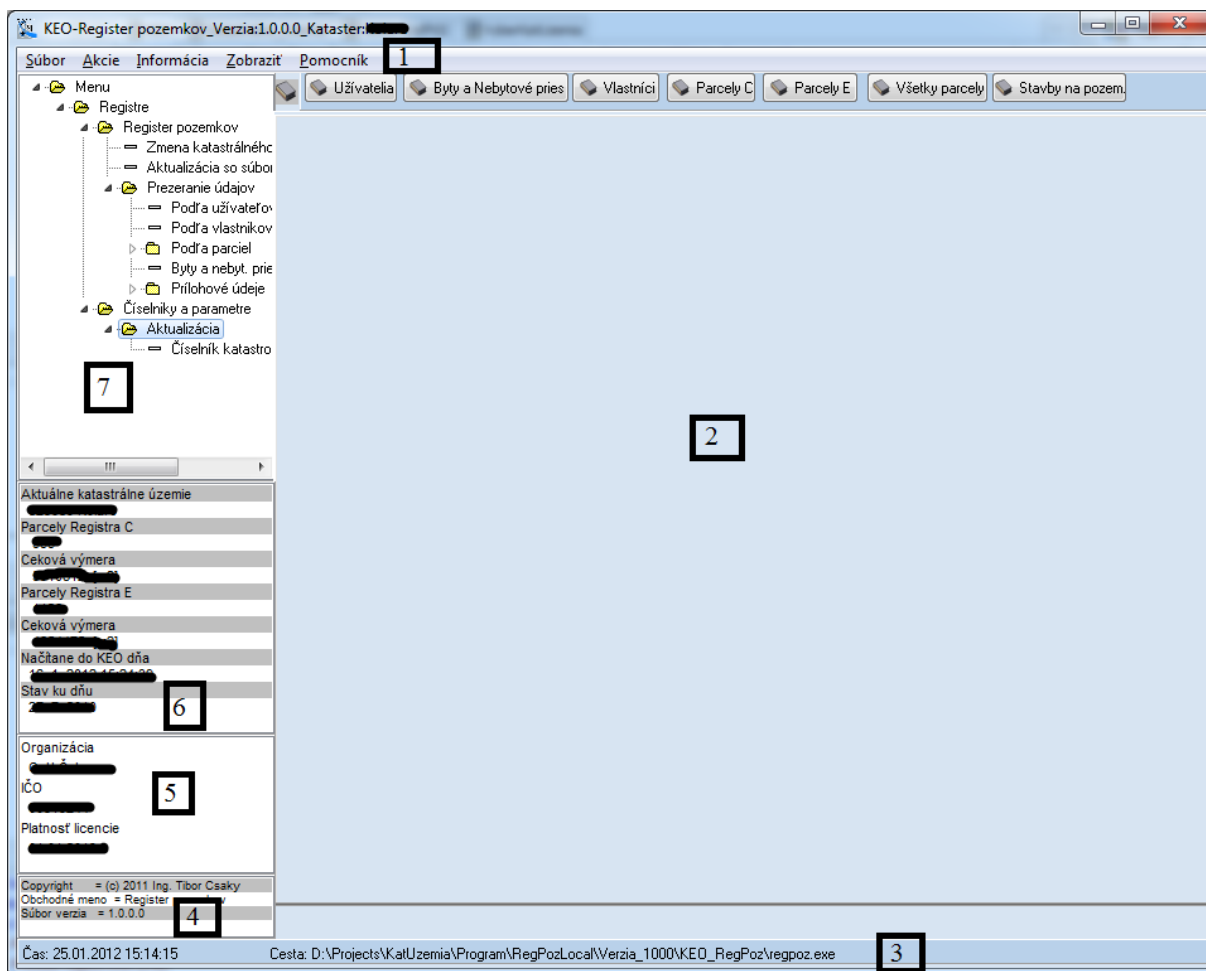 KEO-Register pozemkov_Verzia:1.0.0.0_Kataster:
Súbor Akcie Informácia Zobraziť Pomocník
1
Užívatelia Byty a Nebytové pries Vlastníci Parcely C Parcely E Všetky parcely Stavby na pozem.
Menu
Registre
Register pozemkov
Zmena katastrálneho
Aktualizácia so súbor
Prezeranie údajov
Podľa užívateľov
Podľa vlastnikov
Podľa parciel
Byty a nebyt. prie
Prílohové údeje
Číselniky a parametre
Aktualizácia
Číselník katastro
7
2
Aktuálne katastrálne územie
Parcely Registra C
Ceková výmera
Parcely Registra E
Ceková výmera
Načítane do KEO dňa
Stav ku dňu
6
Organizácia
IČO
5
Platnosť licencie
Copyright = (c) 2011 Ing. Tibor Csaky
Obchodné meno = Register
Súbor verzia = 1.0.0.0
4
Čas: 25.01.2012 15:14:15 Cesta: D:\Projects\KatUzemia\Program\RegPozLocal\Verzia_1000\KEO_RegPoz\regpoz.exe
3